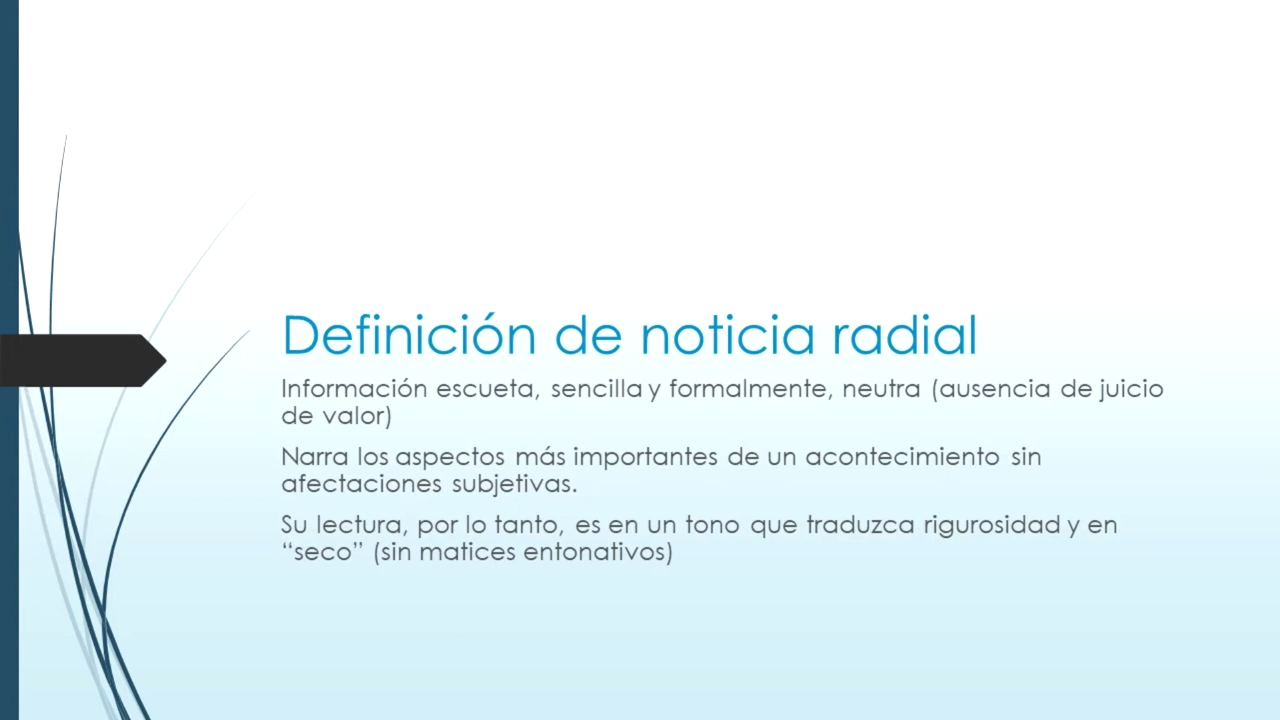 Definición de noticia radial
Información escueta, sencilla y formalmente, neutra (ausencia de juicio
de valor)
Narra los aspectos más importantes de un acontecimiento sin
afectaciones subjetivas.
Su lectura, por lo tanto, es en un tono que traduzca rigurosidad y en
“seco” (sin matices entonativos)